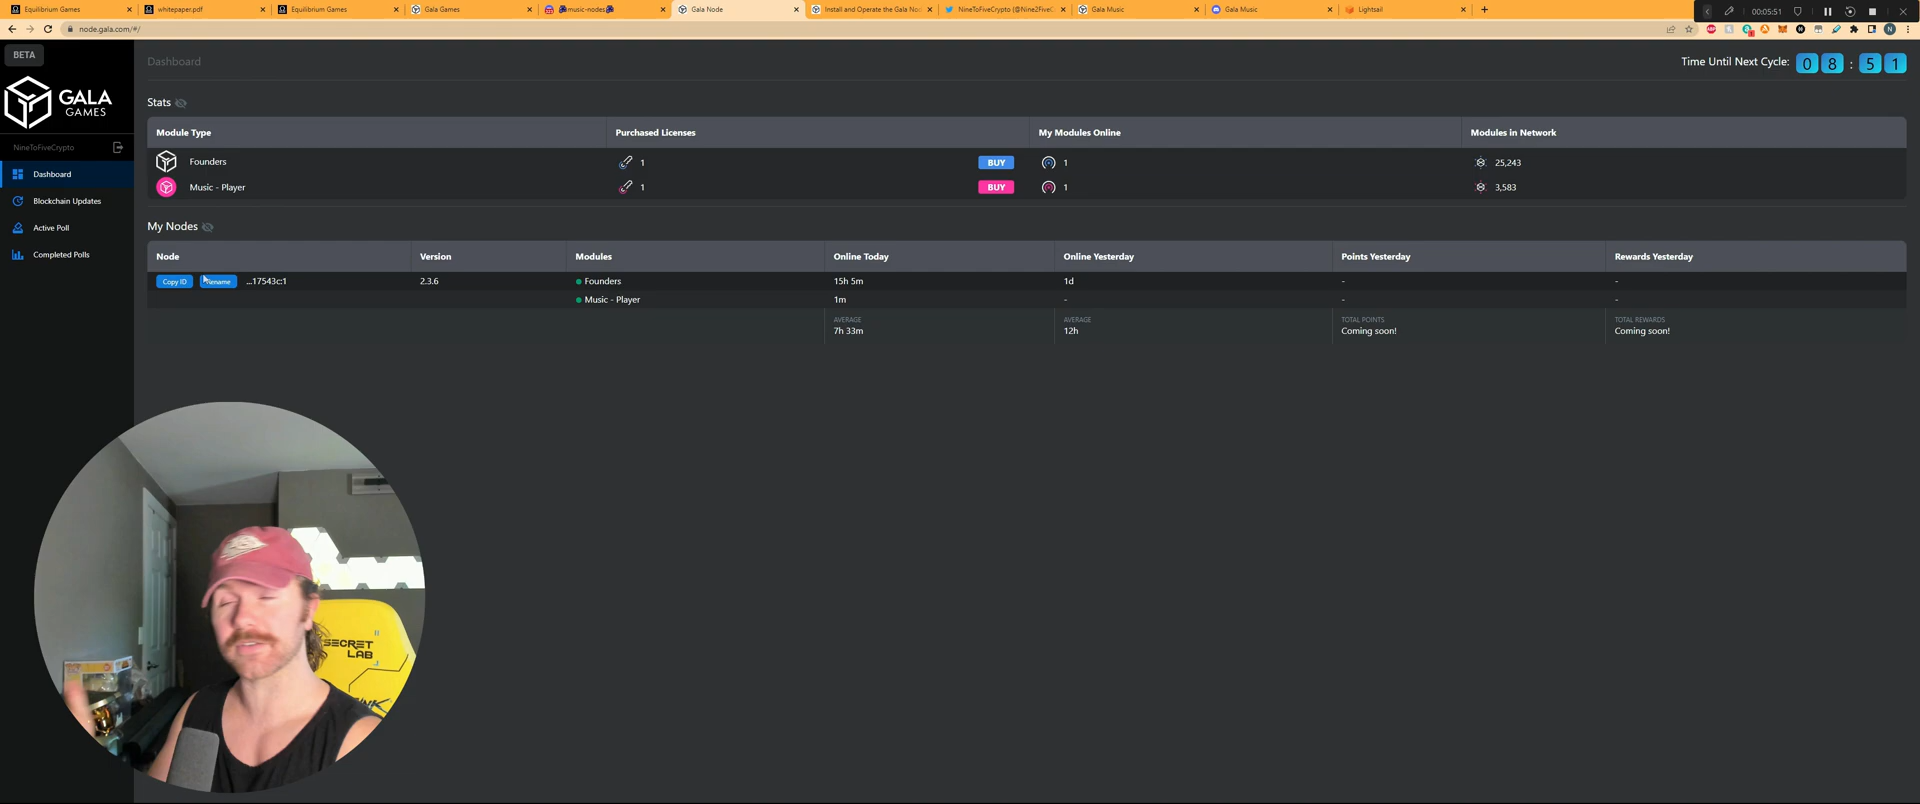 Equilibrium Games
whitepaper.pdf
Equilibrium Games
Gala Games
music-nodes
Gala Node
Install and Operate the Gala Nod
NineToFiveCrypto (@Nine2FiveC
Gala Music
Gala Music
Lightsail
00:05:51
node.gala.com/#/
BETA
GALA
GAMES
NineToFiveCrypto
Dashboard
Blockchain Updates
Active Poll
Completed Polls
Dashboard
Time Until Next Cycle: 0 8 : 5 1
Stats
Module Type Purchased Licenses My Modules Online Modules in Network
Founders 1 BUY 1 25,243
Music - Player 1 BUY 1 3,583
My Nodes
Node Version Modules Online Today Online Yesterday Points Yesterday Rewards Yesterday
Copy ID Rename ...17543c:1 2.3.6 Founders 15h 5m 1d - -
Music - Player 1m - - -
AVERAGE AVERAGE TOTAL POINTS TOTAL REWARDS
7h 33m 12h Coming soon! Coming soon!
SECRET
LAB